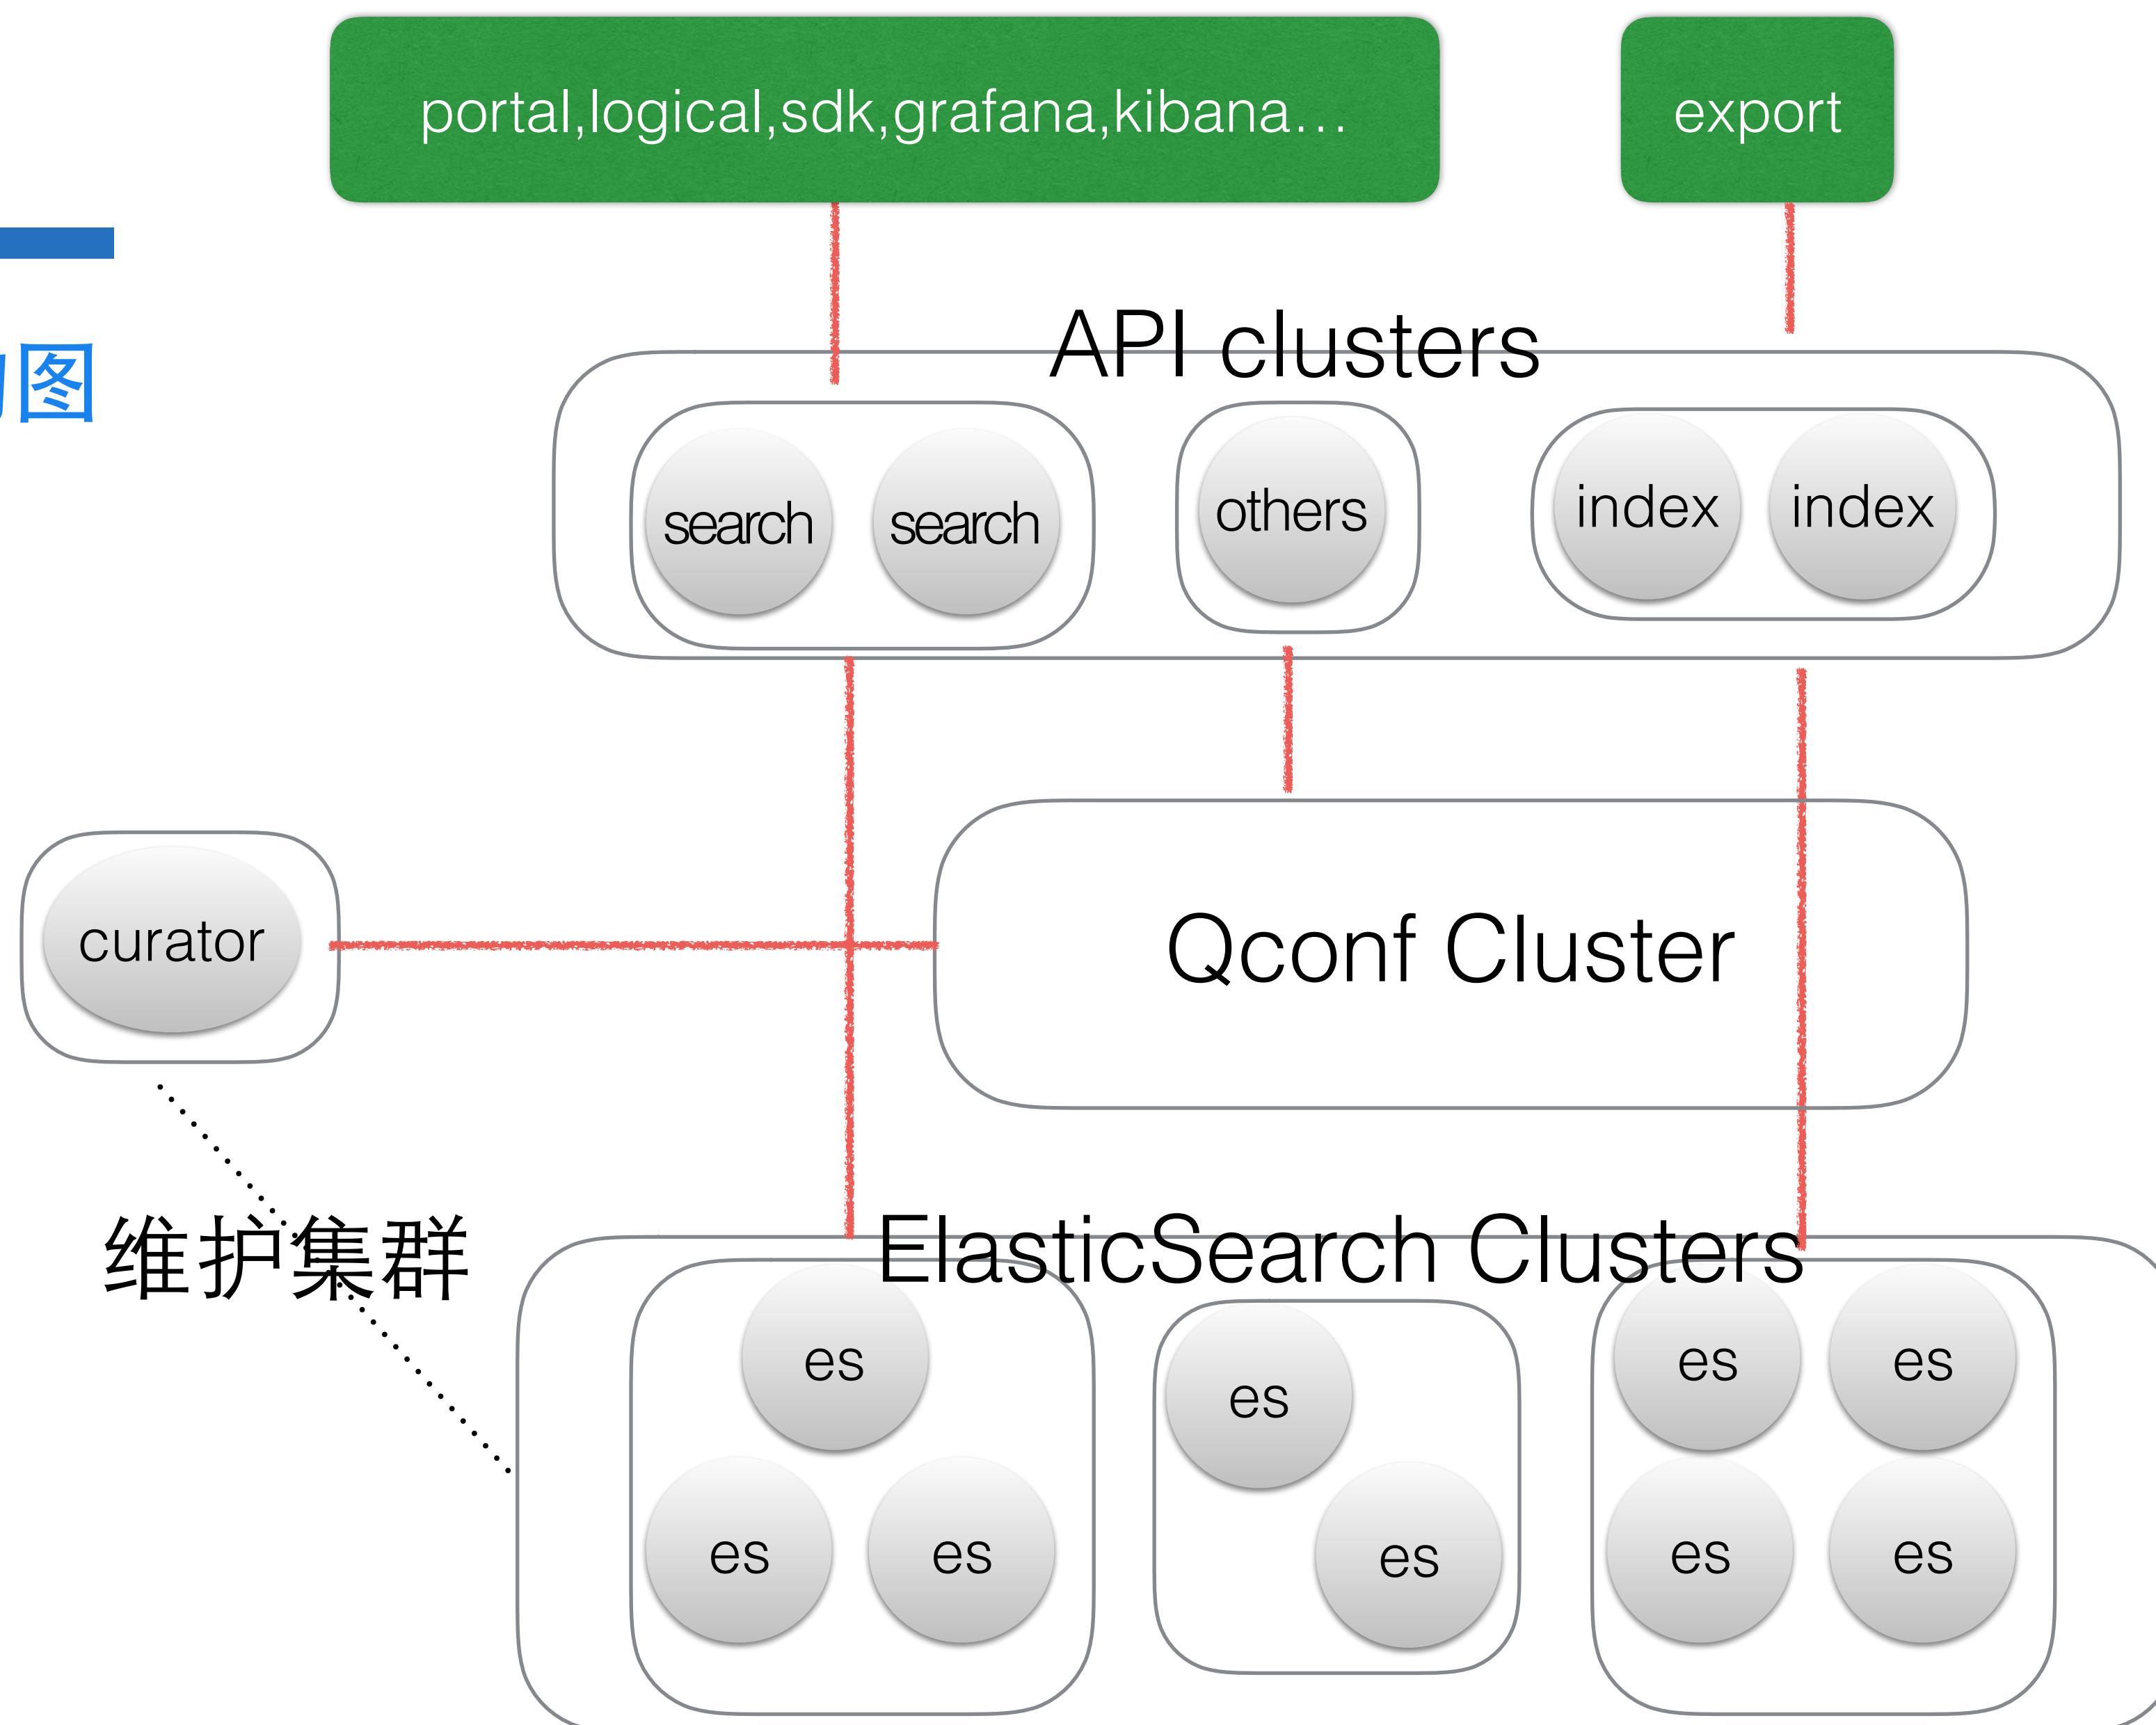 portal,logical,sdk,grafana,kibana...
export
图
API clusters
search
search
others
index
index
curator
Qconf Cluster
维护集群
ElasticSearch Clusters
es
es
es
es
es
es
es
es
es